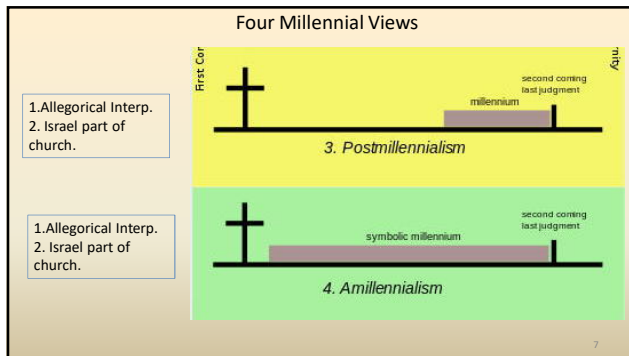 Four Millennial Views
First
1.Allegorical Interp.
2. Israel part of
church.
second coming
last judgment
millennium
3. Postmillennialism
1.Allegorical Interp.
2. Israel part of
church.
second coming
last judgment
symbolic millennium
4. Amillennialism
7